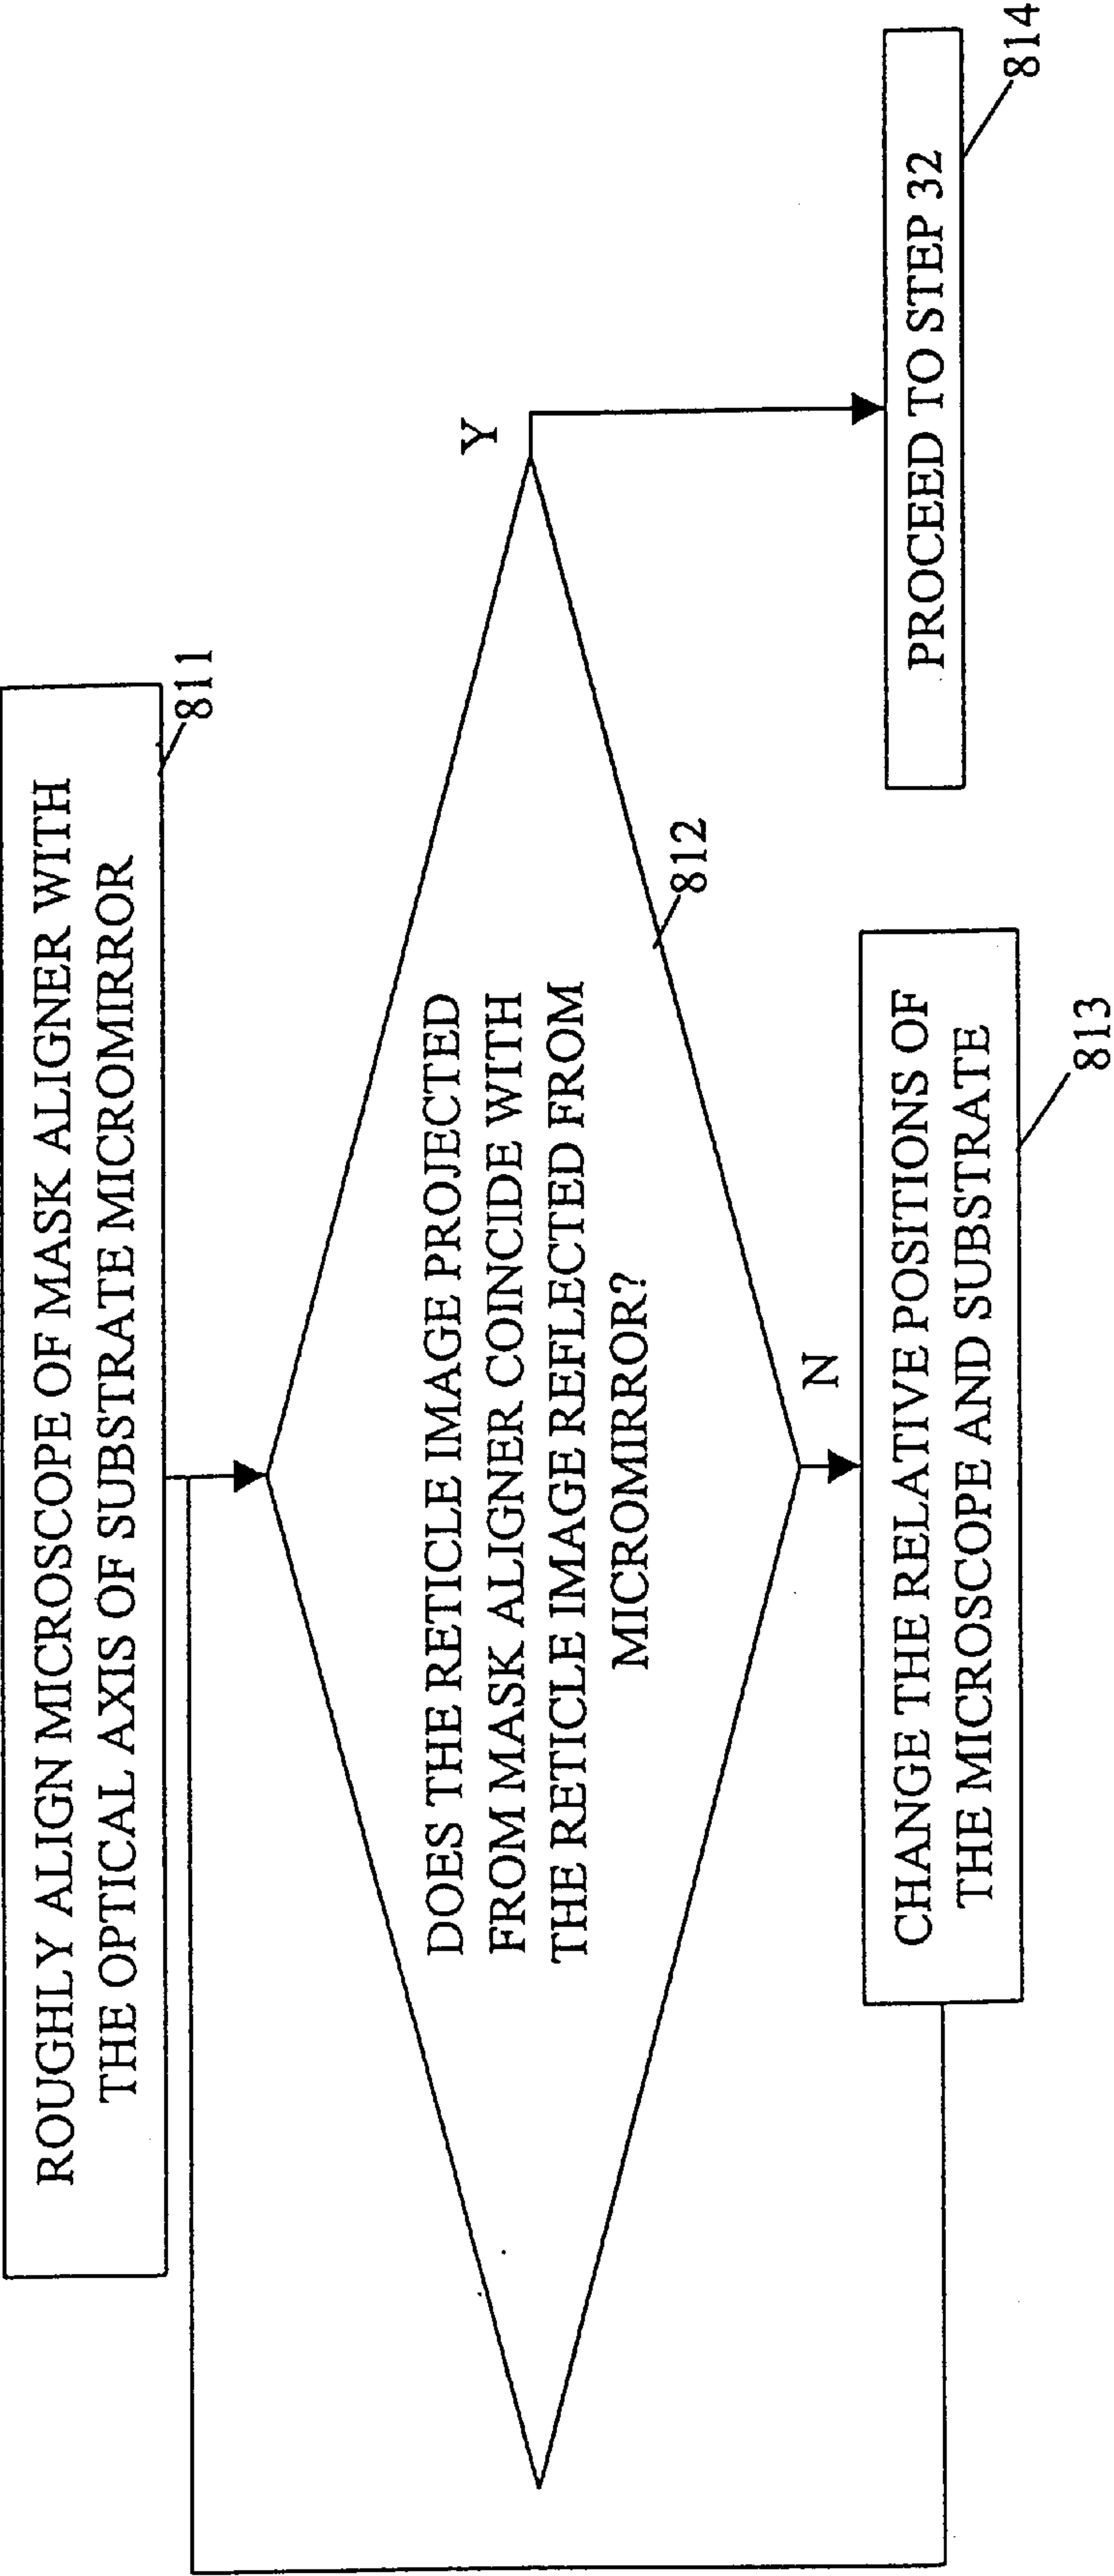 ROUGHLY ALIGN MICROSCOPE OF MASK ALIGNER WITH
THE OPTICAL AXIS OF SUBSTRATE MICROMIRROR
811
DOES THE RETICLE IMAGE PROJECTED
FROM MASK ALIGNER COINCIDE WITH
THE RETICLE IMAGE REFLECTED FROM
MICROMIRROR?
Y
812
N
CHANGE THE RELATIVE POSITIONS OF
THE MICROSCOPE AND SUBSTRATE
813
PROCEED TO STEP 32
814